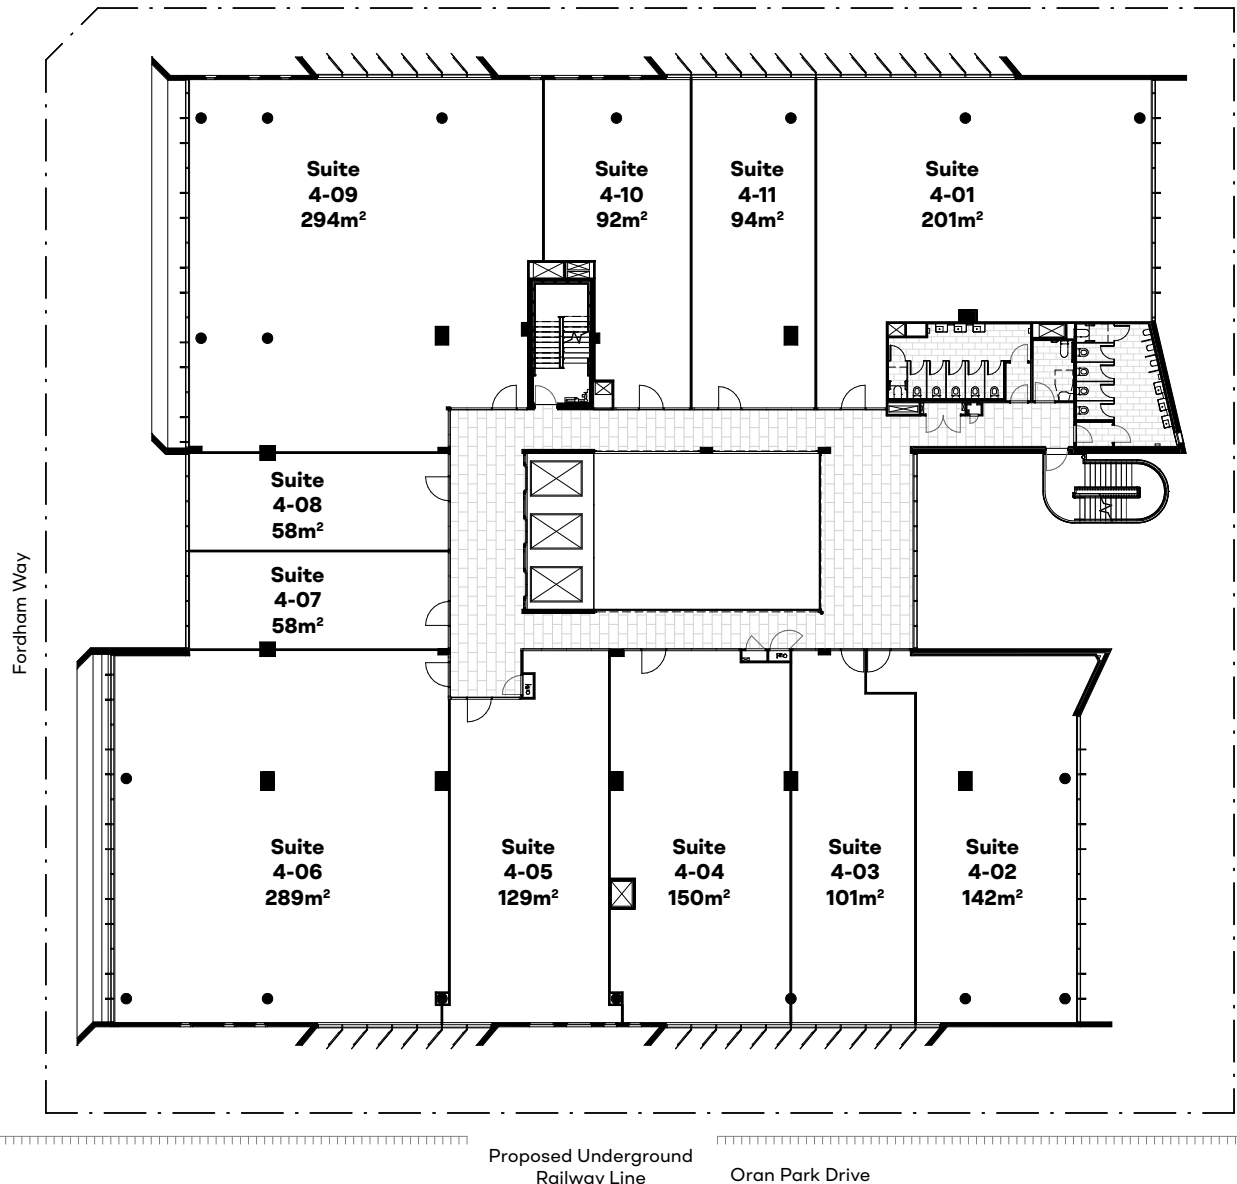 Suite
4-09
294m²
Suite
4-10
92m²
Suite
4-11
94m²
Suite
4-01
201m²
Suite
4-08
58m²
Suite
4-07
58m²
Fordham Way
Suite
4-06
289m²
Suite
4-05
129m²
Suite
4-04
150m²
Suite
4-03
101m²
Suite
4-02
142m²
Proposed Underground
Railway Line
Oran Park Drive